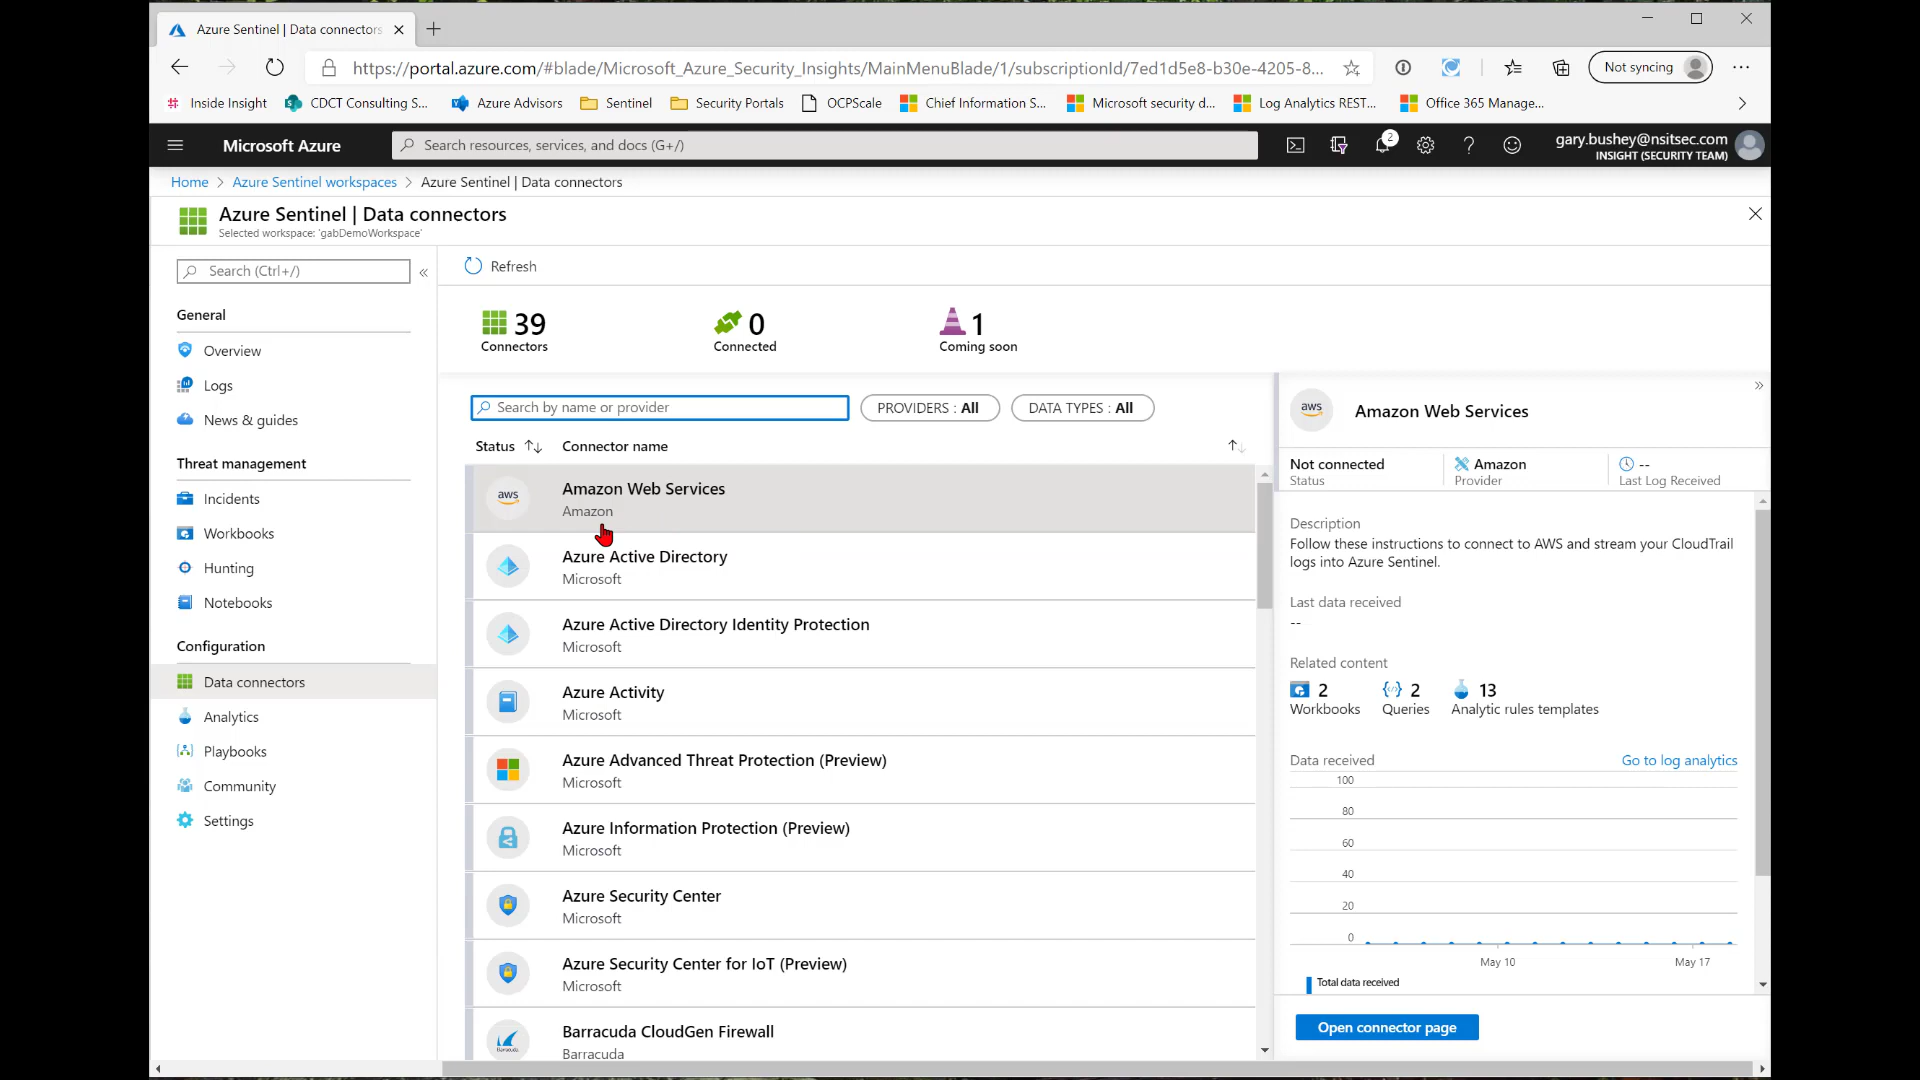 Azure Sentinel | Data connectors
https://portal.azure.com/#blade/Microsoft_Azure_Security_Insights/MainMenuBlade/1/subscriptionId/7ed1d5e8-b30e-4205-8...
Not syncing
Inside Insight
CDCT Consulting S...
Azure Advisors
Sentinel
Security Portals
OCPScale
Chief Information S...
Microsoft security d...
Log Analytics REST...
Office 365 Manage...
Microsoft Azure
Search resources, services, and docs (G+/)
2
gary.bushey@nsitsec.com
INSIGHT (SECURITY TEAM)
Home > Azure Sentinel workspaces > Azure Sentinel | Data connectors
Azure Sentinel | Data connectors
Selected workspace: 'gabDemoWorkspace'
Search (Ctrl+/)
General
Overview
Logs
News & guides
Threat management
Incidents
Workbooks
Hunting
Notebooks
Configuration
Data connectors
Analytics
Playbooks
Community
Settings
Refresh
39
Connectors
0
Connected
1
Coming soon
Search by name or provider
PROVIDERS : All
DATA TYPES : All
Status
Connector name
aws
Amazon Web Services
Amazon
Azure Active Directory
Microsoft
Azure Active Directory Identity Protection
Microsoft
Azure Activity
Microsoft
Azure Advanced Threat Protection (Preview)
Microsoft
Azure Information Protection (Preview)
Microsoft
Azure Security Center
Microsoft
Azure Security Center for IoT (Preview)
Microsoft
Barracuda CloudGen Firewall
Barracuda
Barracuda
aws
Amazon Web Services
Not connected
Status
Amazon
Provider
--
Last Log Received
Description
Follow these instructions to connect to AWS and stream your CloudTrail
logs into Azure Sentinel.
Last data received
--
Related content
2
Workbooks
2
Queries
13
Analytic rules templates
Data received
Go to log analytics
100
80
60
40
20
0
May 10
May 17
Total data received
Open connector page